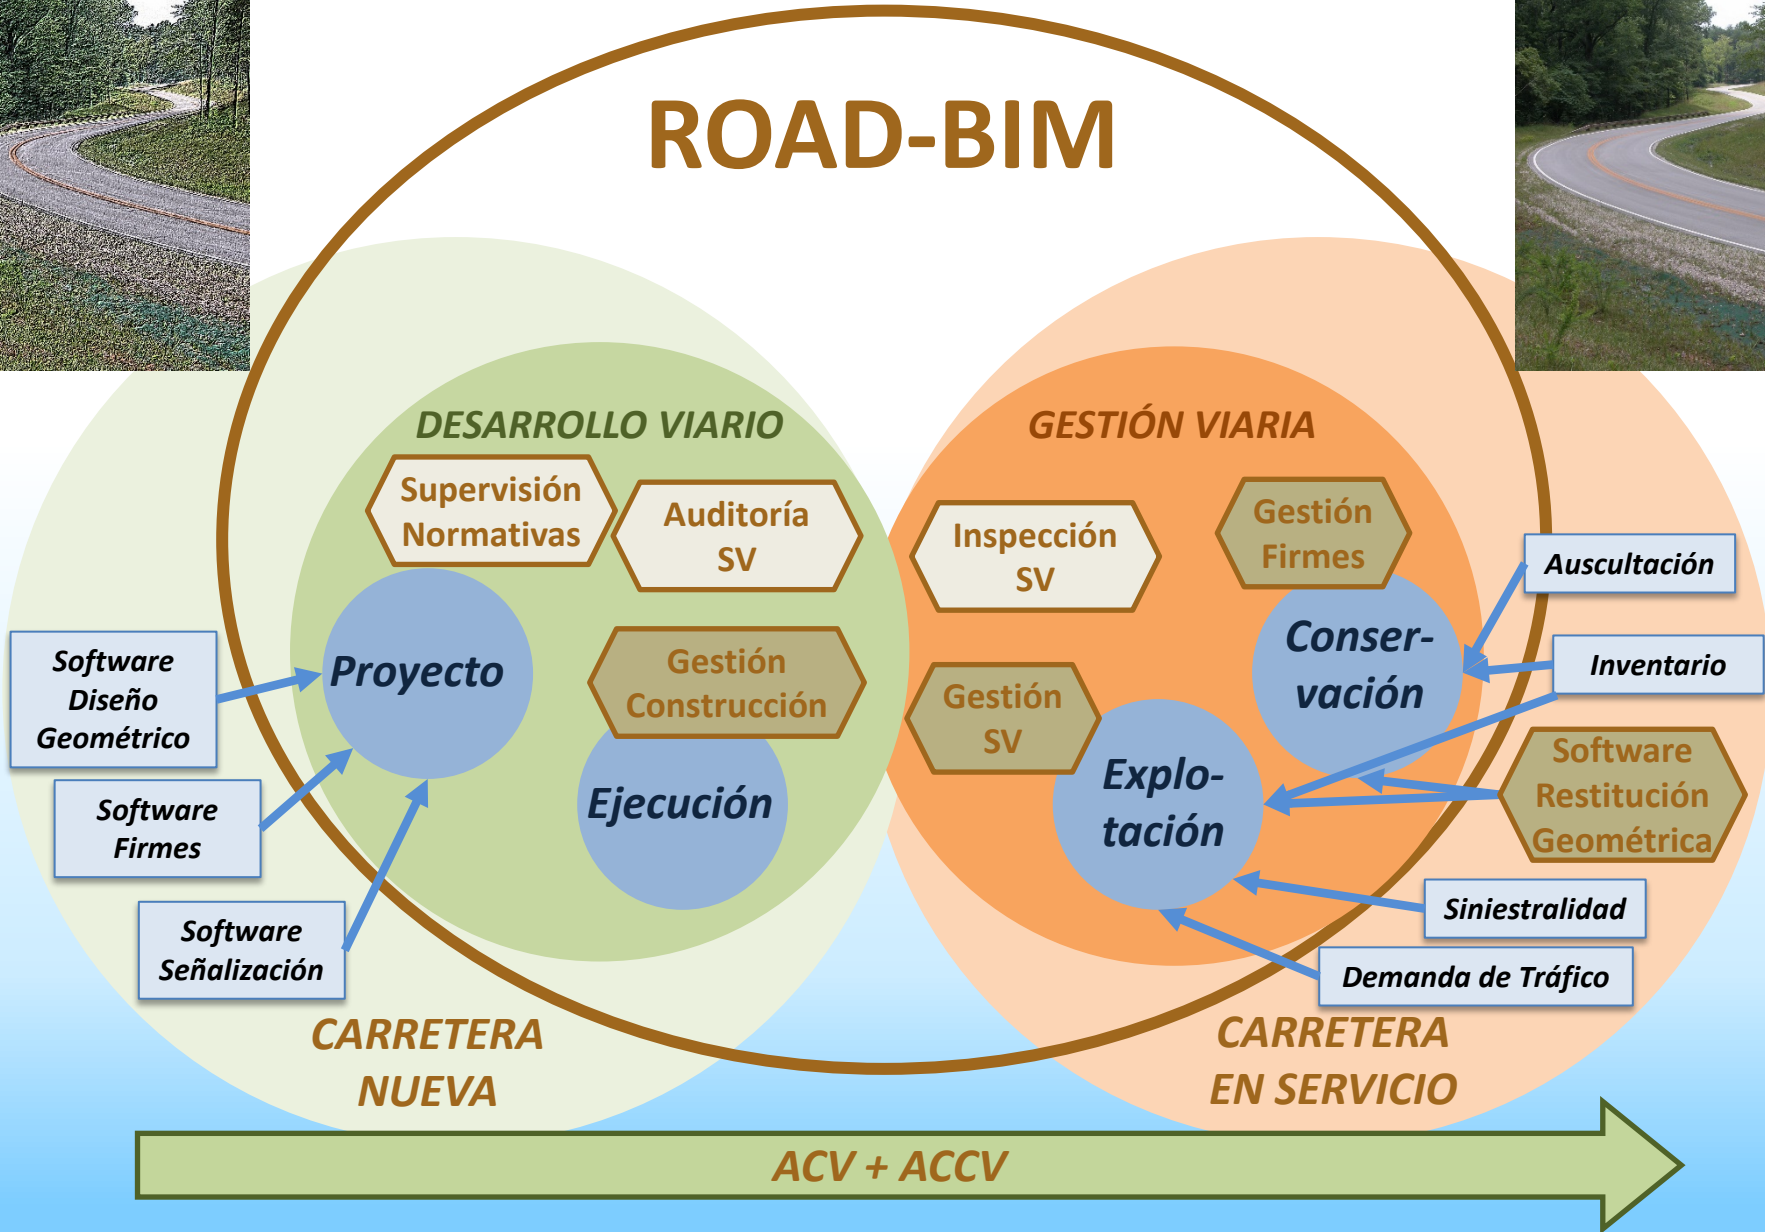 ROAD-BIM
DESARROLLO VIARIO
GESTIÓN VIARIA
Supervisión
Normativas
Auditoría
SV
Inspección
SV
Gestión
Firmes
Auscultación
Software
Diseño
Geométrico
Proyecto
Gestión
Construcción
Gestión
SV
Conser-
vación
Inventario
Software
Firmes
Ejecución
Explo-
tación
Software
Restitución
Geométrica
Software
Señalización
Siniestralidad
Demanda de Tráfico
CARRETERA
NUEVA
CARRETERA
EN SERVICIO
ACV + ACCV